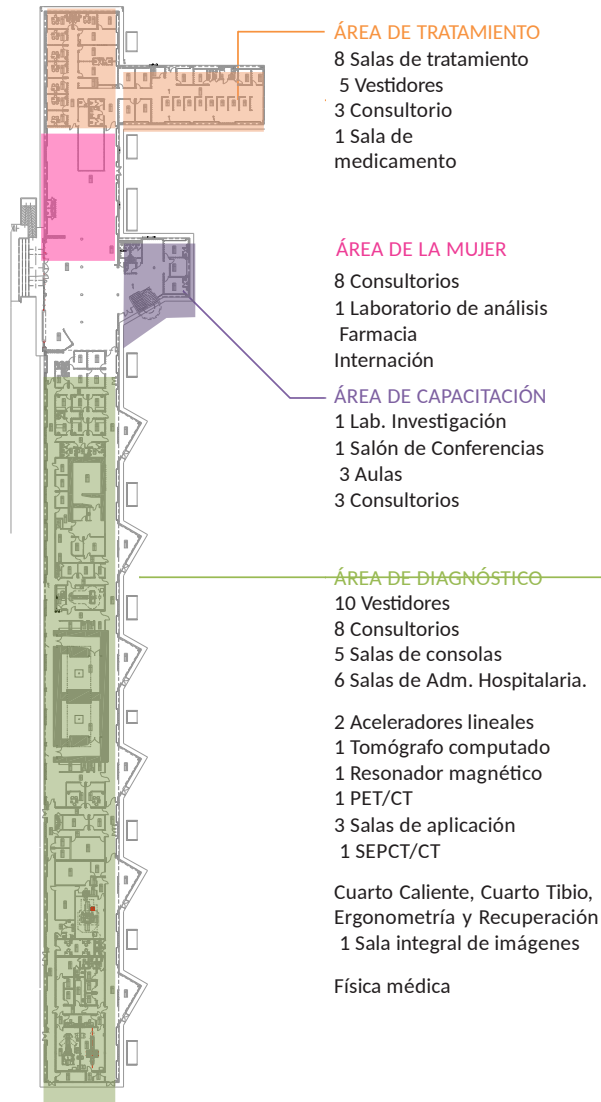 ÁREA DE TRATAMIENTO
8 Salas de tratamiento
5 Vestidores
3 Consultorio
1 Sala de
medicamento
ÁREA DE LA MUJER
8 Consultorios
1 Laboratorio de análisis
Farmacia
Internación
ÁREA DE CAPACITACIÓN
1 Lab. Investigación
1 Salón de Conferencias
3 Aulas
3 Consultorios
ÁREA DE DIAGNÓSTICO
10 Vestidores
8 Consultorios
5 Salas de consolas
6 Salas de Adm. Hospitalaria.
2 Aceleradores lineales
1 Tomógrafo computado
1 Resonador magnético
1 PET/CT
3 Salas de aplicación
1 SEPCT/CT
Cuarto Caliente, Cuarto Tibio,
Ergonometría y Recuperación
1 Sala integral de imágenes
Física médica